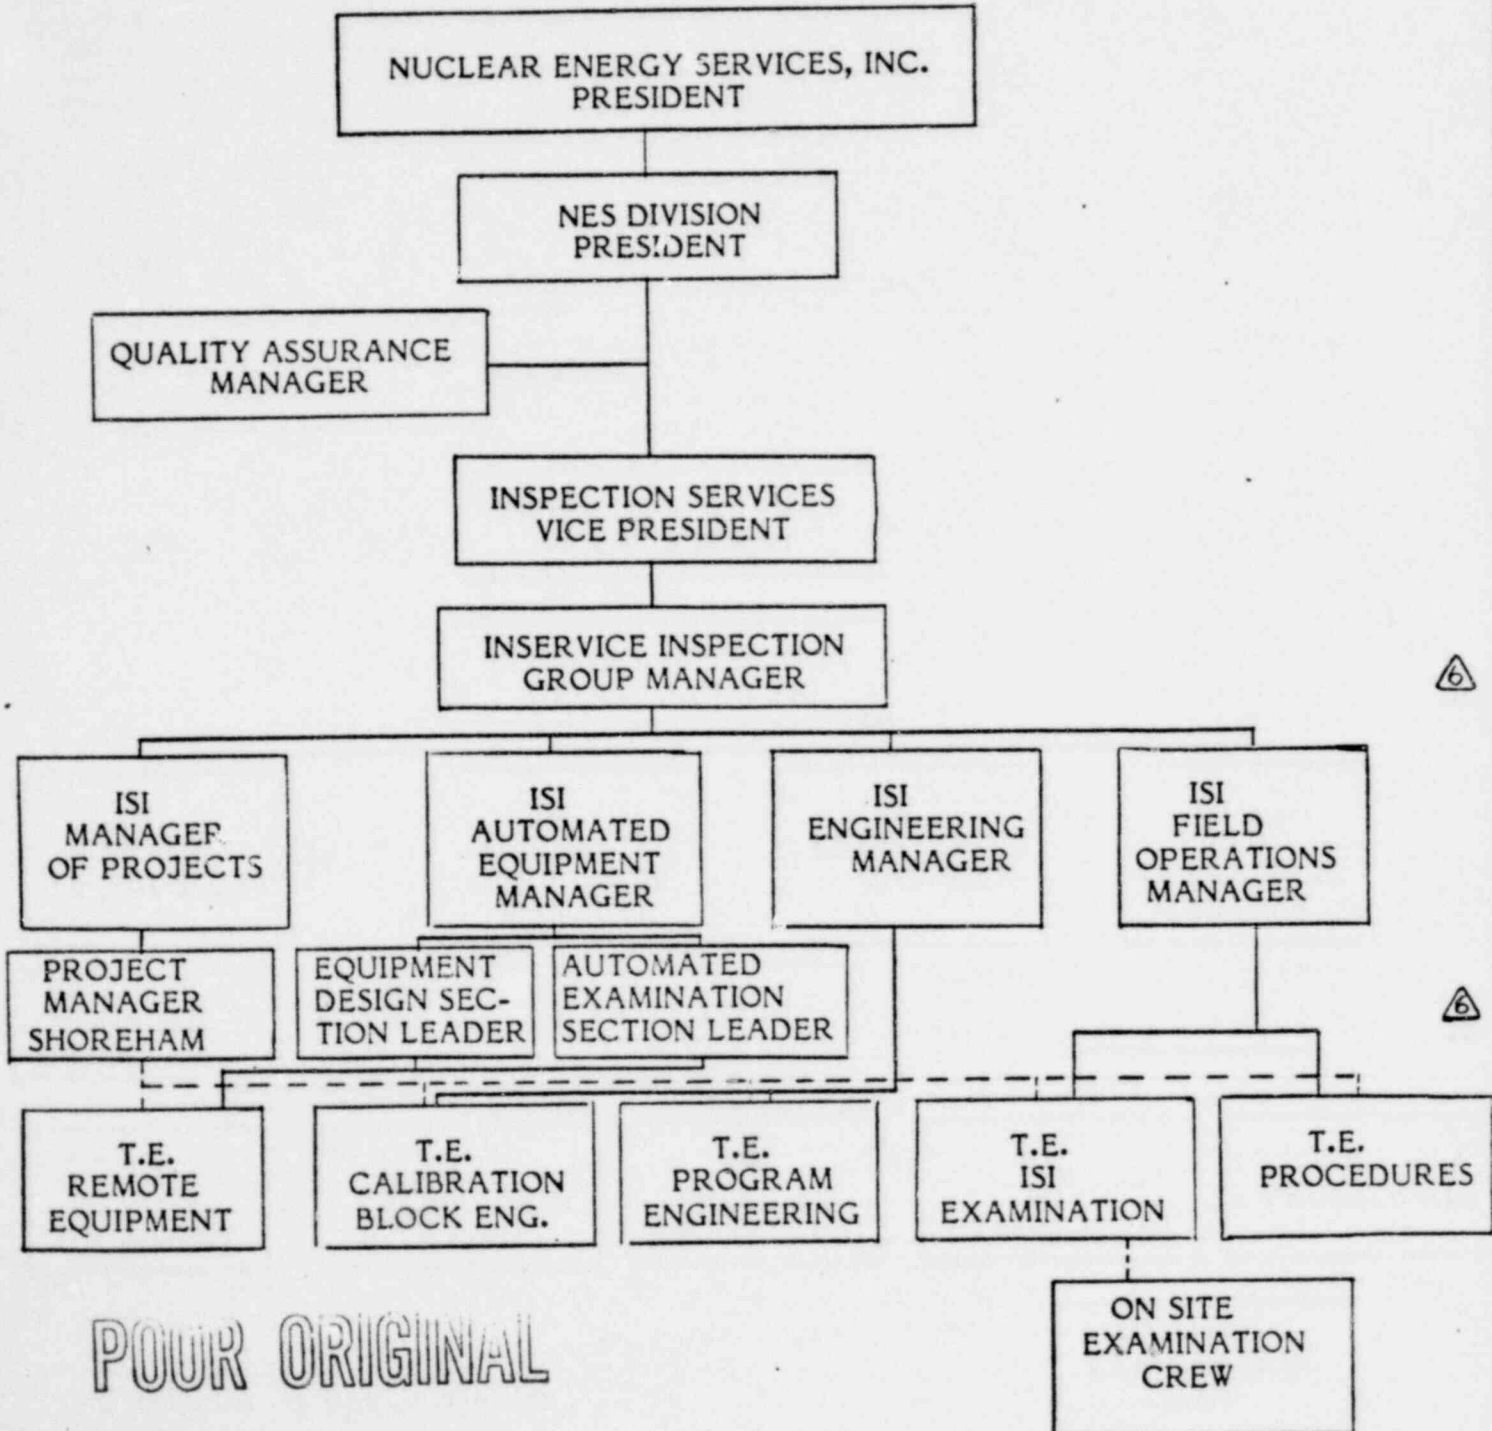 NUCLEAR ENERGY SERVICES, INC.
PRESIDENT
NES DIVISION
PRESIDENT
QUALITY ASSURANCE
MANAGER
INSPECTION SERVICES
VICE PRESIDENT
INSERVICE INSPECTION
GROUP MANAGER
6
ISI
MANAGER
OF PROJECTS
ISI
AUTOMATED
EQUIPMENT
MANAGER
ISI
ENGINEERING
MANAGER
ISI
FIELD
OPERATIONS
MANAGER
PROJECT
MANAGER
SHOREHAM
EQUIPMENT
DESIGN SEC-
TION LEADER
AUTOMATED
EXAMINATION
SECTION LEADER
6
T.E.
REMOTE
EQUIPMENT
T.E.
CALIBRATION
BLOCK ENG.
T.E.
PROGRAM
ENGINEERING
T.E.
ISI
EXAMINATION
T.E.
PROCEDURES
ON SITE
EXAMINATION
CREW
POUR ORIGINAL